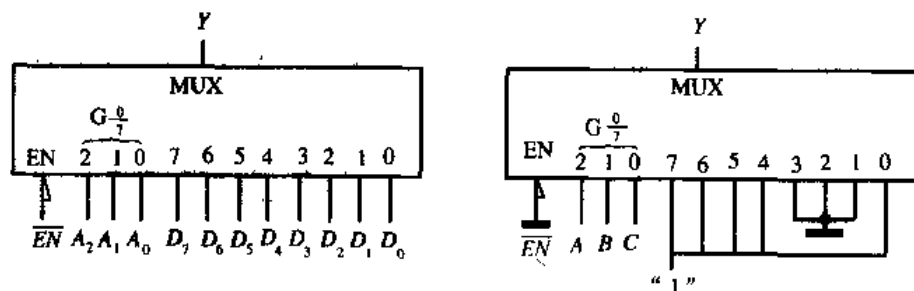 Y
MUX
G 0/7
EN 2 1 0 7 6 5 4 3 2 1 0
EN A2 A1 A0 D7 D6 D5 D4 D3 D2 D1 D0
Y
MUX
G 0/7
EN 2 1 0 7 6 5 4 3 2 1 0
EN A B C
“ 1 ”